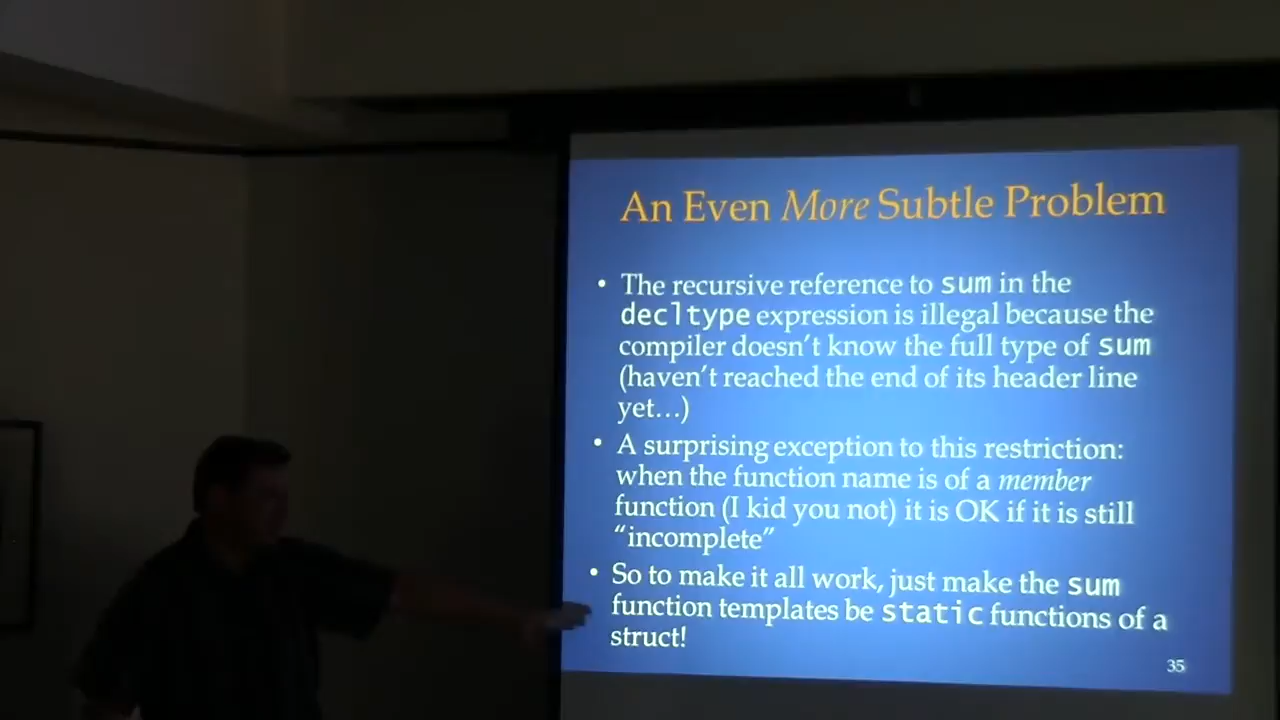 An Even More Subtle Problem
• The recursive reference to sum in the
decltype expression is illegal because the
compiler doesn't know the full type of sum
(haven't reached the end of its header line
yet…)
• A surprising exception to this restriction:
when the function name is of a member
function (I kid you not) it is OK if it is still
“incomplete”
• So to make it all work, just make the sum
function templates be static functions of a
struct!
35